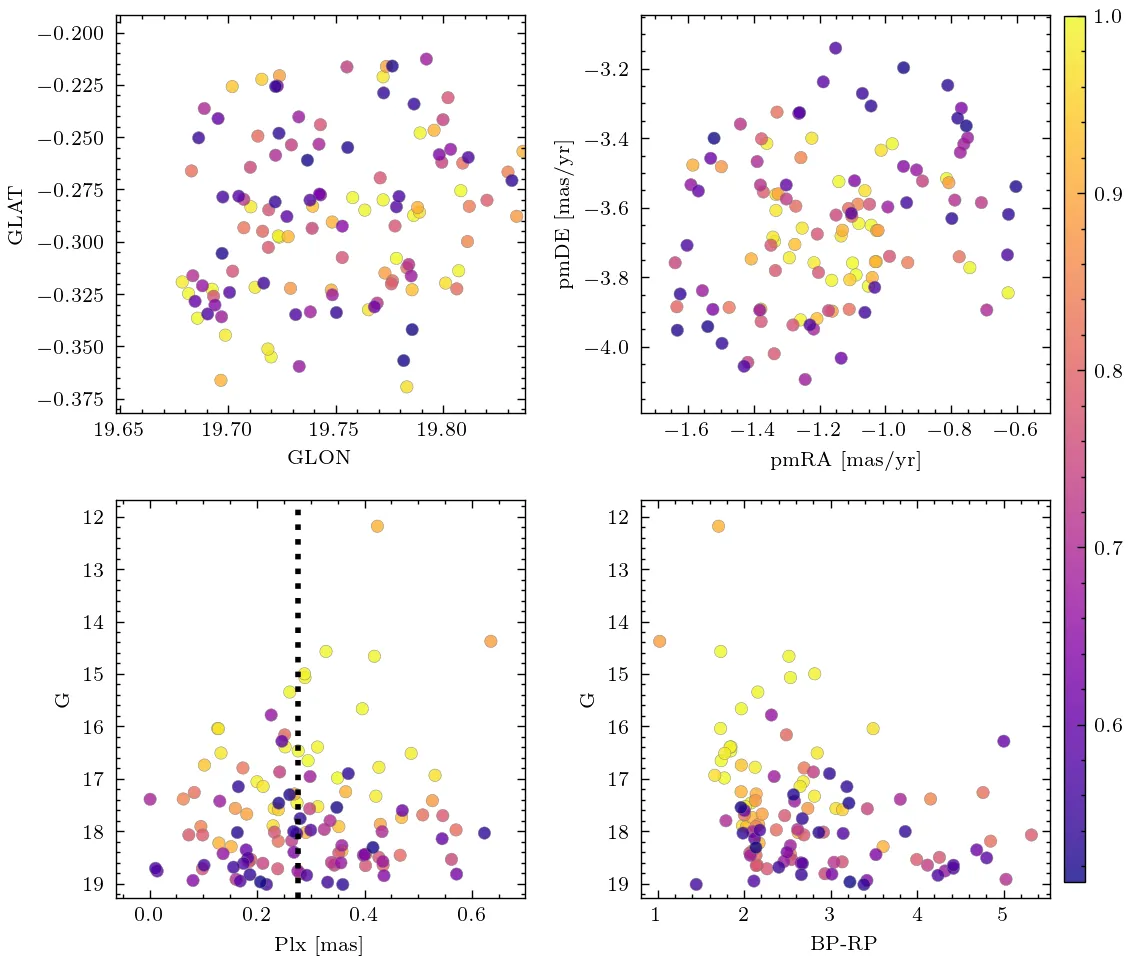 −0.200
−0.225
−0.250
−0.275
−0.300
−0.325
−0.350
−0.375
GLAT
19.65 19.70 19.75 19.80
GLON
−3.2
−3.4
−3.6
−3.8
−4.0
pmDE [mas/yr]
−1.6 −1.4 −1.2 −1.0 −0.8 −0.6
pmRA [mas/yr]
12
13
14
15
16
17
18
19
G
0.0 0.2 0.4 0.6
Plx [mas]
12
13
14
15
16
17
18
19
G
1 2 3 4 5
BP-RP
1.0
0.9
0.8
0.7
0.6